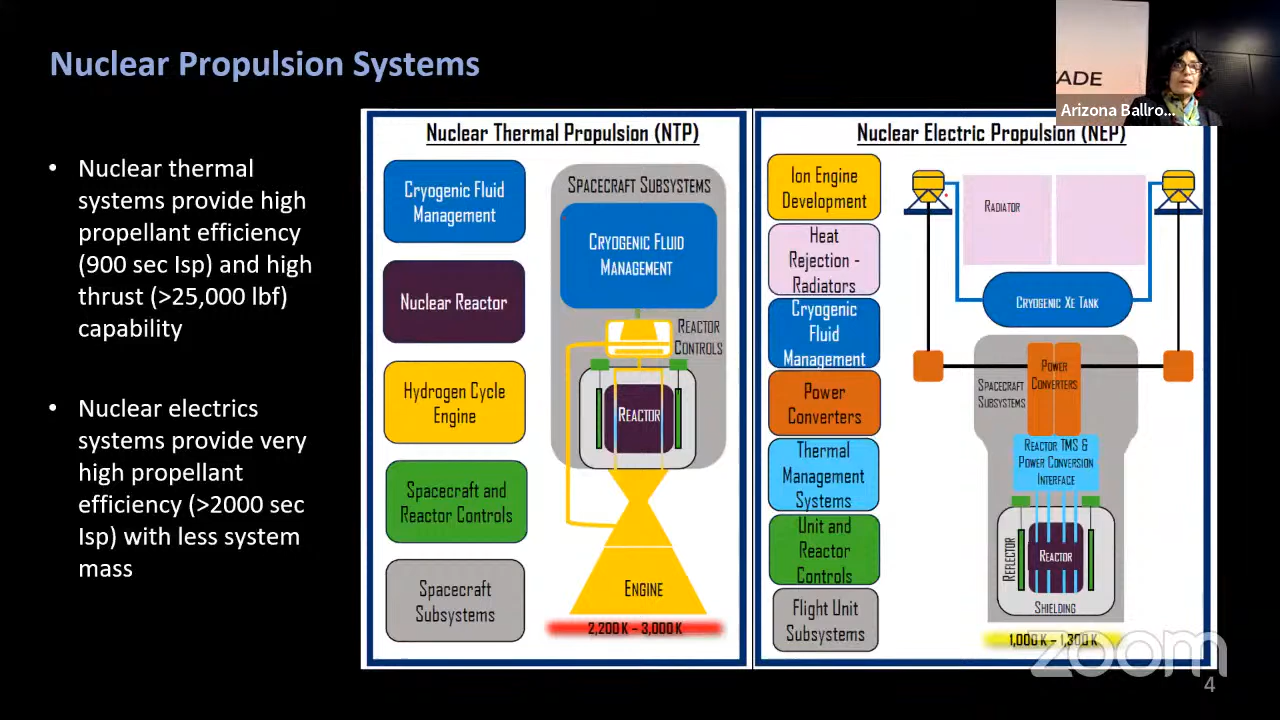 Nuclear Propulsion Systems
ADE
Arizona Ballro...
• Nuclear thermal
systems provide high
propellant efficiency
(900 sec Isp) and high
thrust (>25,000 lbf)
capability
• Nuclear electrics
systems provide very
high propellant
efficiency (>2000 sec
Isp) with less system
mass
Nuclear Thermal Propulsion (NTP)
Cryogenic Fluid
Management
Nuclear Reactor
Hydrogen Cycle
Engine
Spacecraft and
Reactor Controls
Spacecraft
Subsystems
SPACECRAFT SUBSYSTEMS
CRYOGENIC FLUID
MANAGEMENT
REACTOR
CONTROLS
REACTOR
ENGINE
2,200 K – 3,000 K
Nuclear Electric Propulsion (NEP)
Ion Engine
Development
Heat
Rejection -
Radiators
Cryogenic
Fluid
Management
Power
Converters
Thermal
Management
Systems
Unit and
Reactor
Controls
Flight Unit
Subsystems
RADIATOR
CRYOGENIC XE TANK
POWER
CONVERTERS
SPACECRAFT
SUBSYSTEMS
REACTOR TMS &
POWER CONVERSION
INTERFACE
REFLECTOR
REACTOR
SHIELDING
1,000 K – 1,300 K
zoom
4